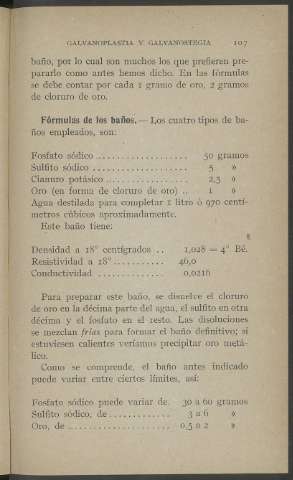 GALVANOPLASTIA Y GALVANOSTEGIA 107
baño, por lo cual son muchos los que prefieren pre-
pararlo como antes hemos dicho. En las fórmulas
se debe contar por cada 1 gramo de oro, 2 gramos
de cloruro de oro.
Fórmulas de los baños.— Los cuatro tipos de ba-
ños empleados, son:
Fosfato sódico .................... 50 gramos
Sulfito sódico .................... 5 »
Cianuro potásico .................. 2,5 »
Oro (en forma de cloruro de oro) .. 1 »
Agua destilada para completar 1 litro ó 970 centí-
metros cúbicos aproximadamente.
Este baño tiene:
Densidad a 18° centígrados .. 1,028 = 4° Bé.
Resistividad a 18° ........... 46,0
Conductividad .............. 0,0216
Para preparar este baño, se disuelve el cloruro
de oro en la décima parte del agua, el sulfito en otra
décima y el fosfato en el resto. Las disoluciones
se mezclan frías para formar el baño definitivo; si
estuviesen calientes veríamos precipitar oro metá-
lico.
Como se comprende, el baño antes indicado
puede variar entre ciertos límites, así:
Fosfato sódico puede variar de. 30 a 60 gramos
Sulfito sódico, de ............. 3 a 6 »
Oro, de ...................... 0,5 a 2 »